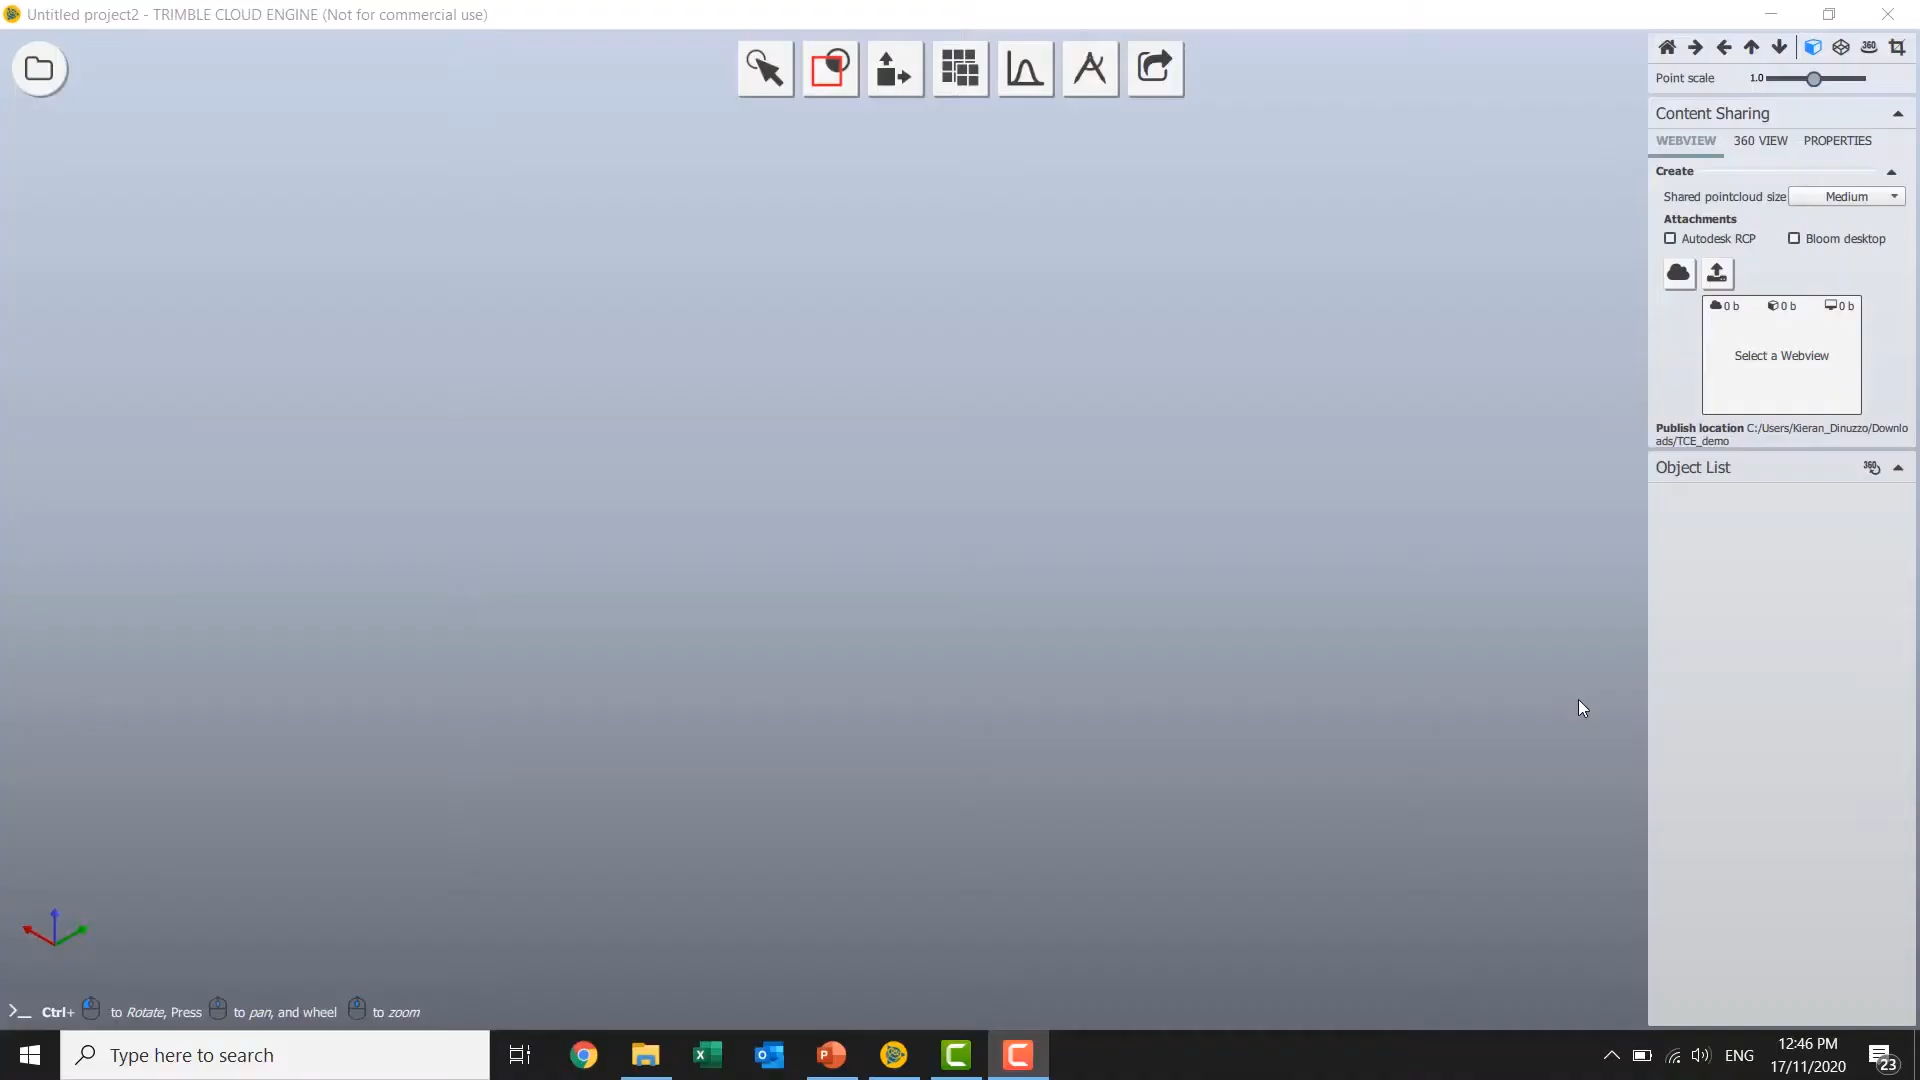 Untitled project2 - TRIMBLE CLOUD ENGINE (Not for commercial use)
Point scale 1.0
Content Sharing
WEBVIEW 360 VIEW PROPERTIES
Create
Shared pointcloud size Medium
Attachments
Autodesk RCP Bloom desktop
0 b 0 b 0 b
Select a Webview
Publish location C:/Users/Kieran_Dinuzzo/Downlo
ads/TCE_demo
Object List 360
Ctrl+ to Rotate, Press to pan, and wheel to zoom
Type here to search
ENG
12:46 PM
17/11/2020
23